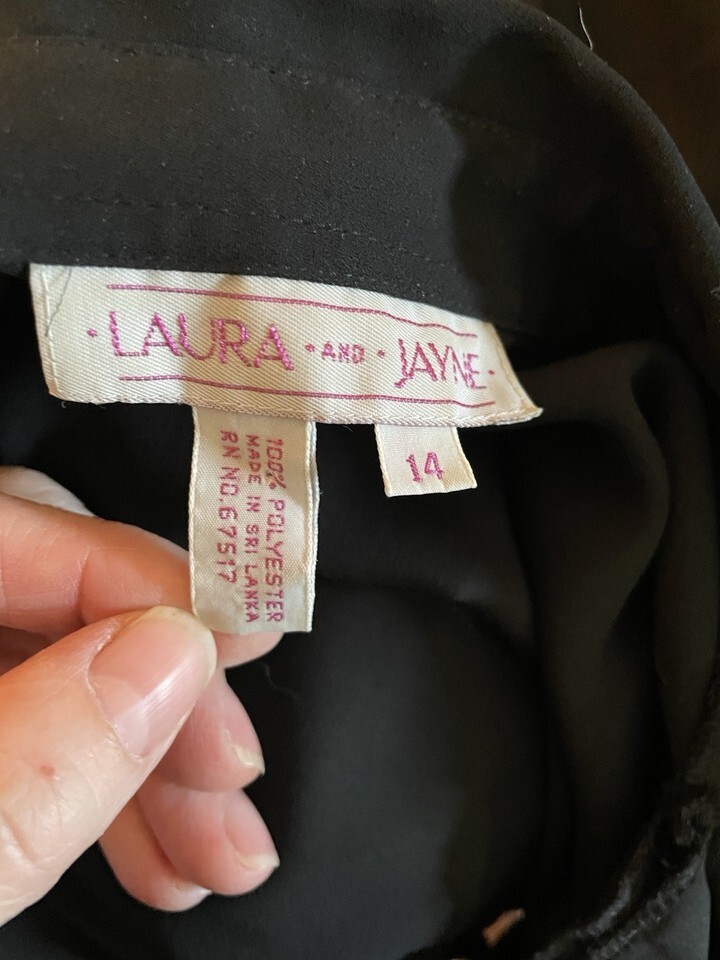 · LAURA · AND · JAYNE ·
14
100% POLYESTER
MADE IN SRI LANKA
RN NO. 67517